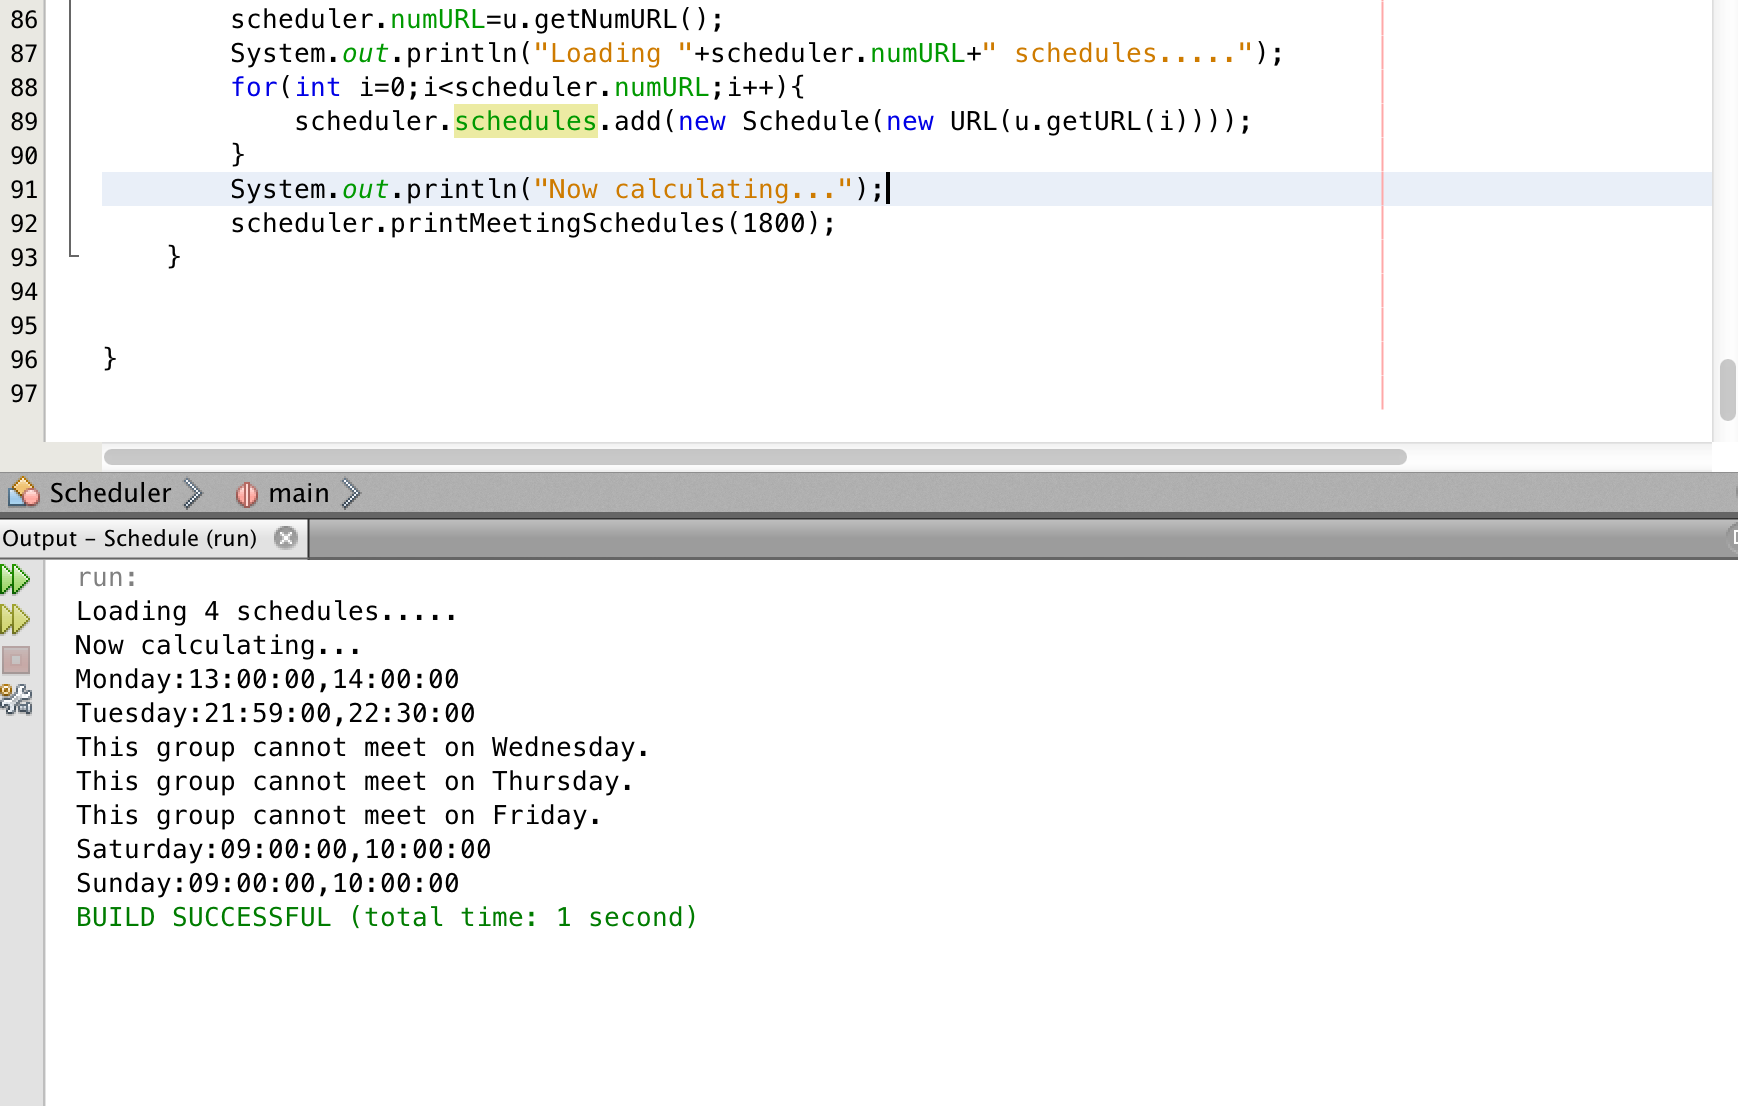 86 scheduler.numURL=u.getNumURL();
87 System.out.println("Loading "+scheduler.numURL+" schedules.....");
88 for(int i=0;i<scheduler.numURL;i++){
89 scheduler.schedules.add(new Schedule(new URL(u.getURL(i))));
90 }
91 System.out.println("Now calculating...");
92 scheduler.printMeetingSchedules(1800);
93 }
94
95
96 }
97
Scheduler main
Output - Schedule (run)
run:
Loading 4 schedules.....
Now calculating...
Monday:13:00:00,14:00:00
Tuesday:21:59:00,22:30:00
This group cannot meet on Wednesday.
This group cannot meet on Thursday.
This group cannot meet on Friday.
Saturday:09:00:00,10:00:00
Sunday:09:00:00,10:00:00
BUILD SUCCESSFUL (total time: 1 second)